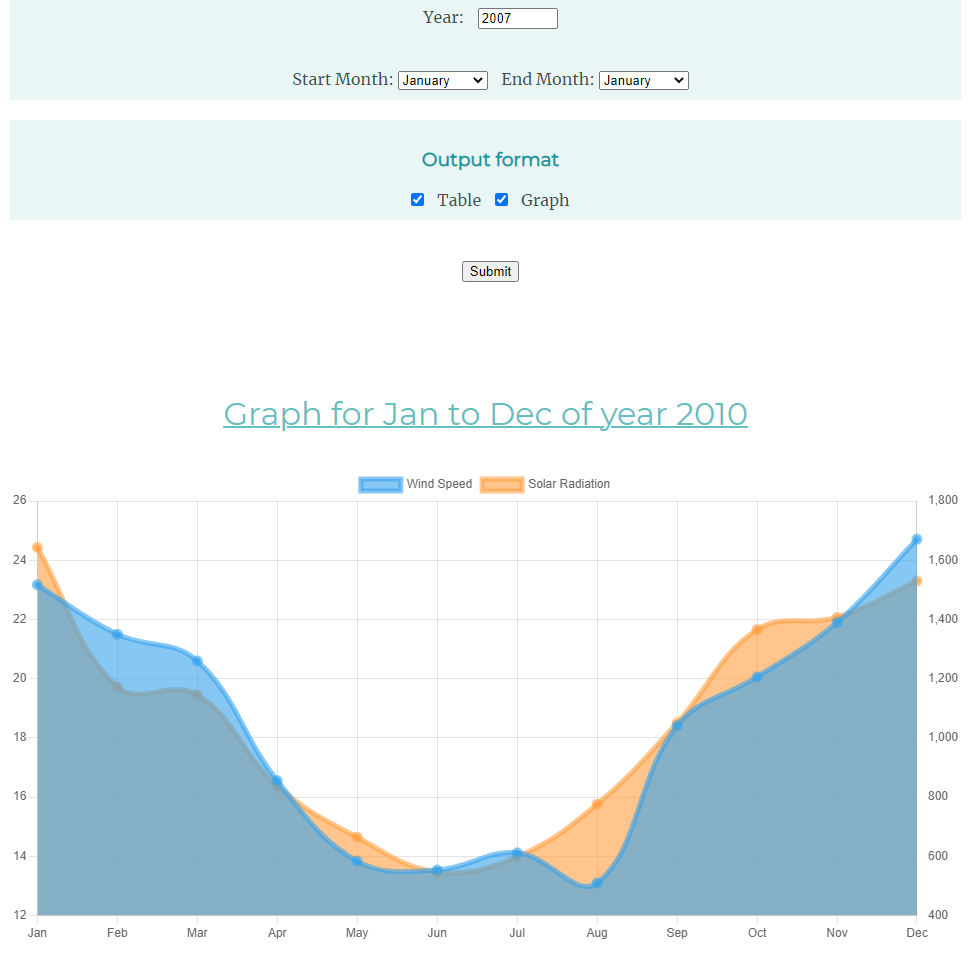 Year: 2007
Start Month: January End Month: January
Output format
Table Graph
Submit
Graph for Jan to Dec of year 2010
Wind Speed Solar Radiation
26 1,800
24 1,600
22 1,400
20 1,200
18 1,000
16 800
14 600
12 400
Jan Feb Mar Apr May Jun Jul Aug Sep Oct Nov Dec